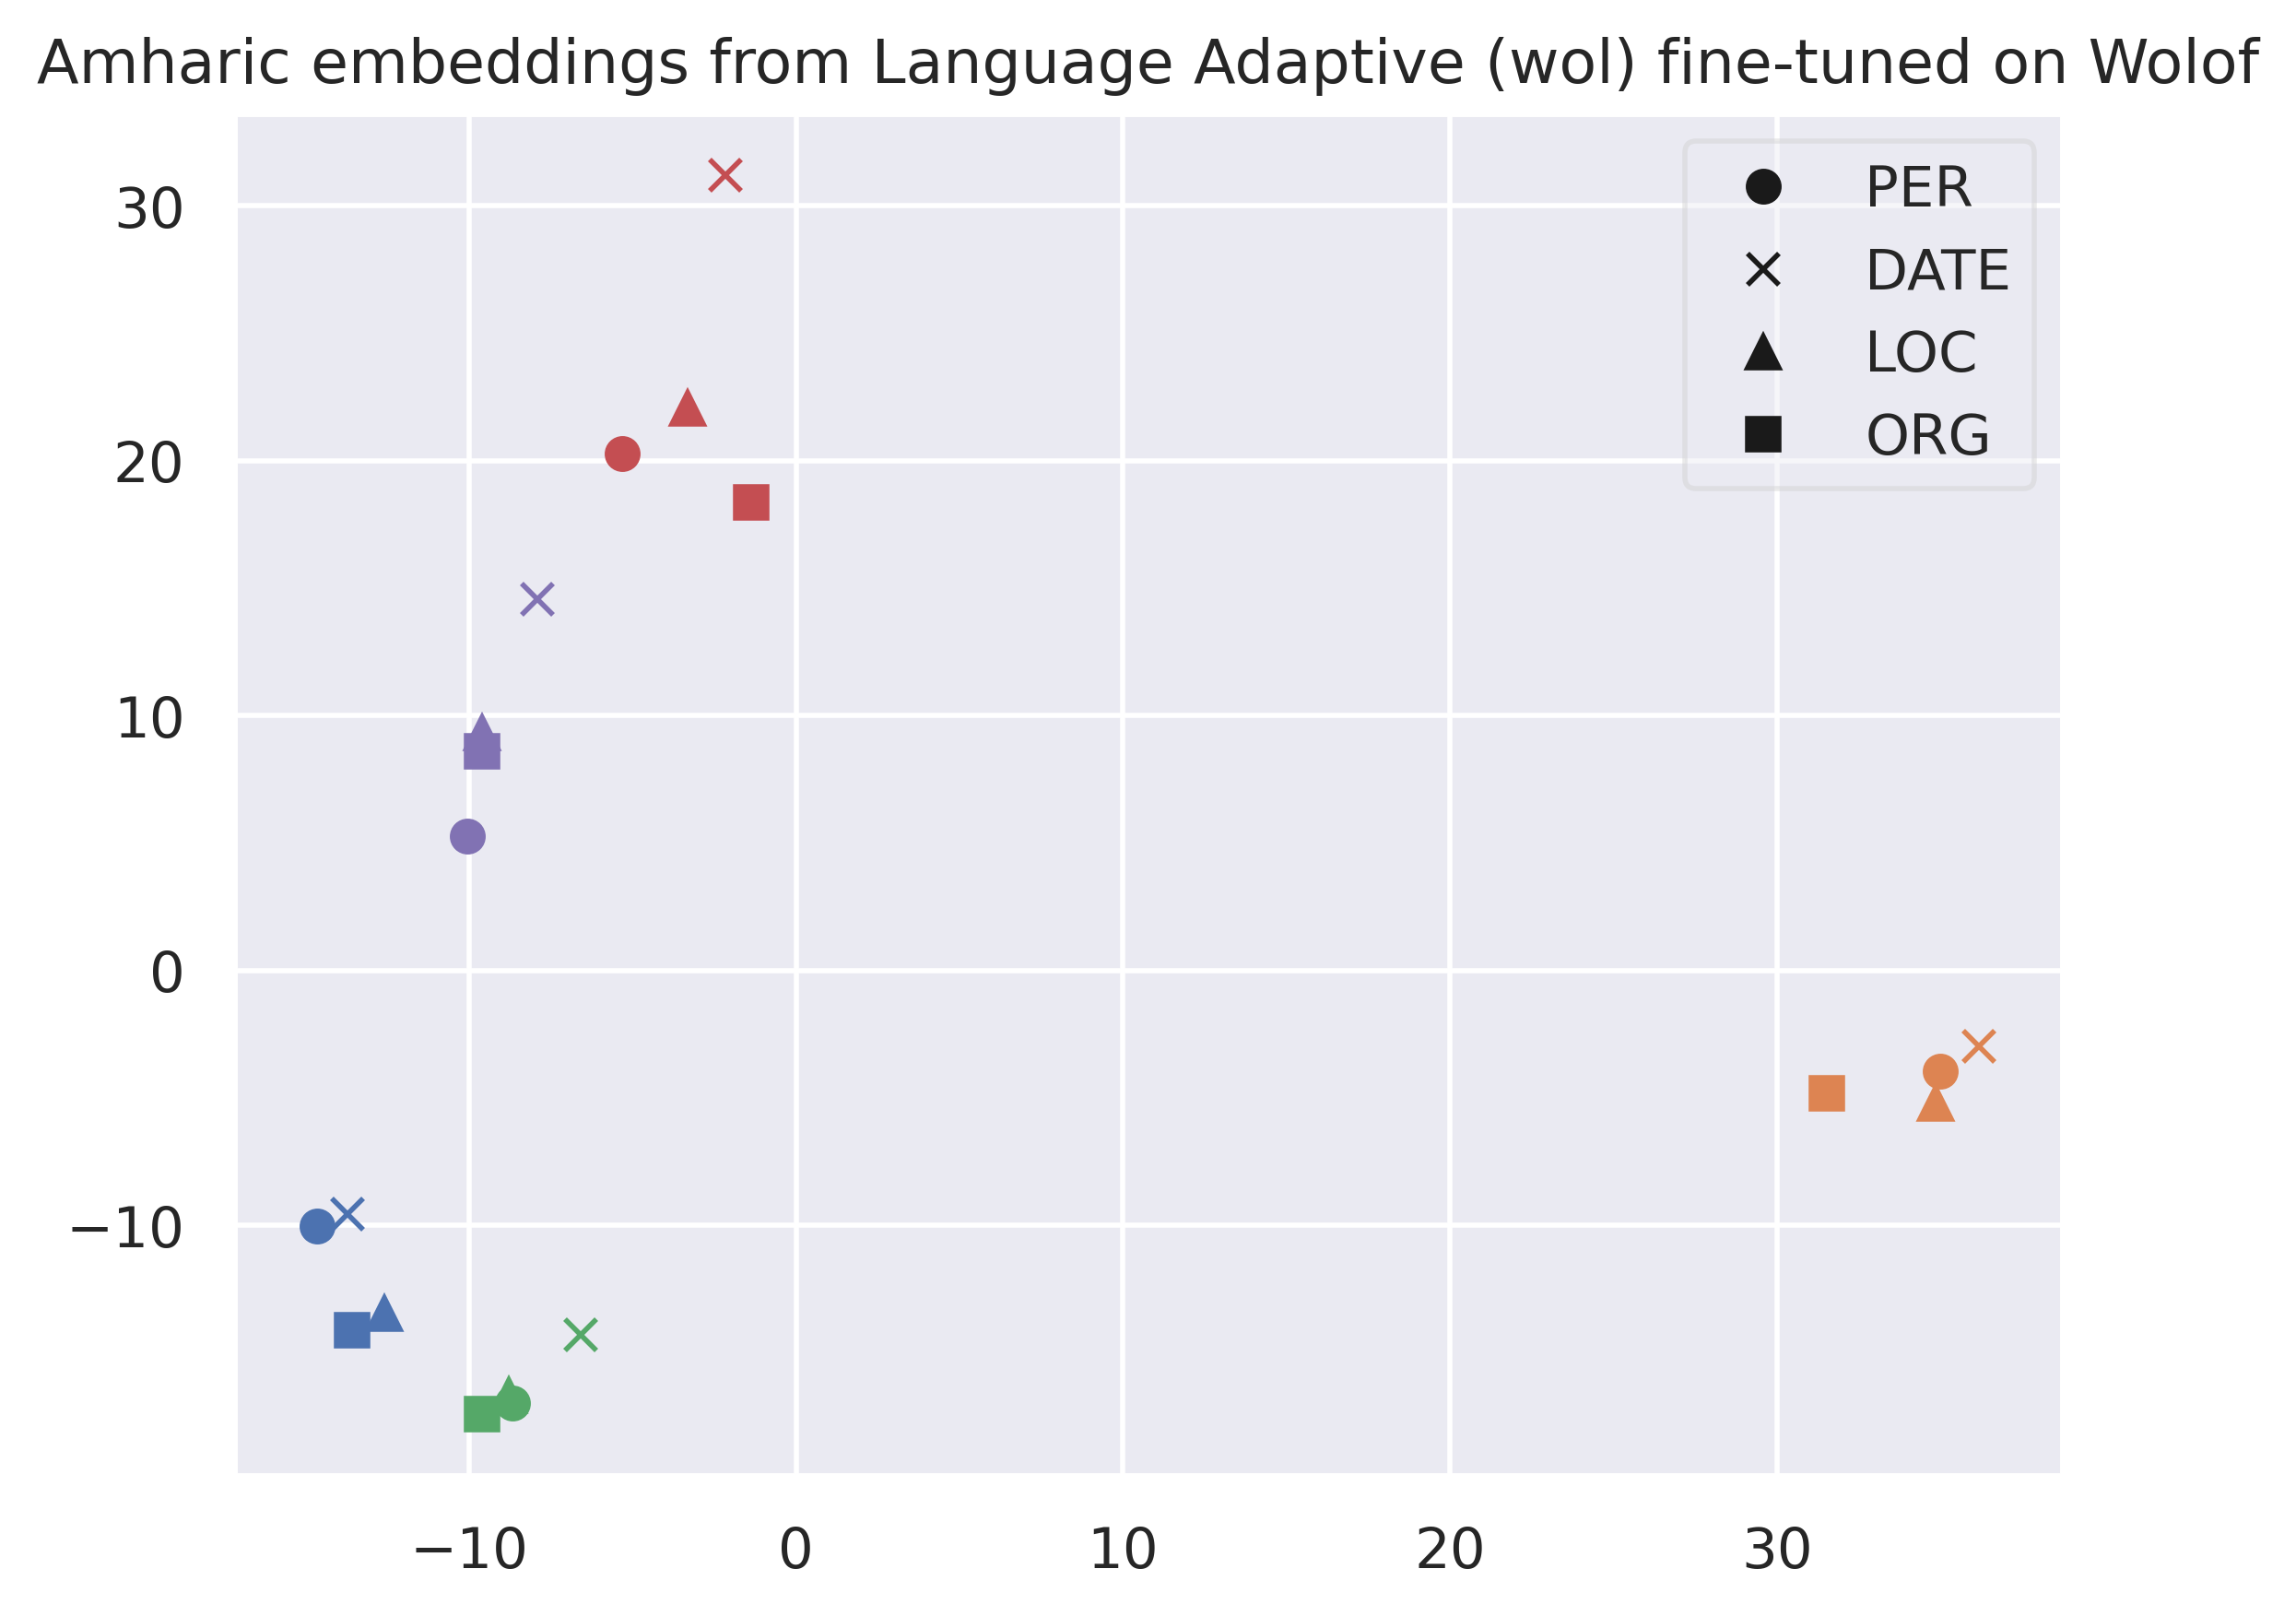 Amharic embeddings from Language Adaptive (wol) fine-tuned on Wolof
PER
DATE
LOC
ORG
30
20
10
0
−10
−10 0 10 20 30